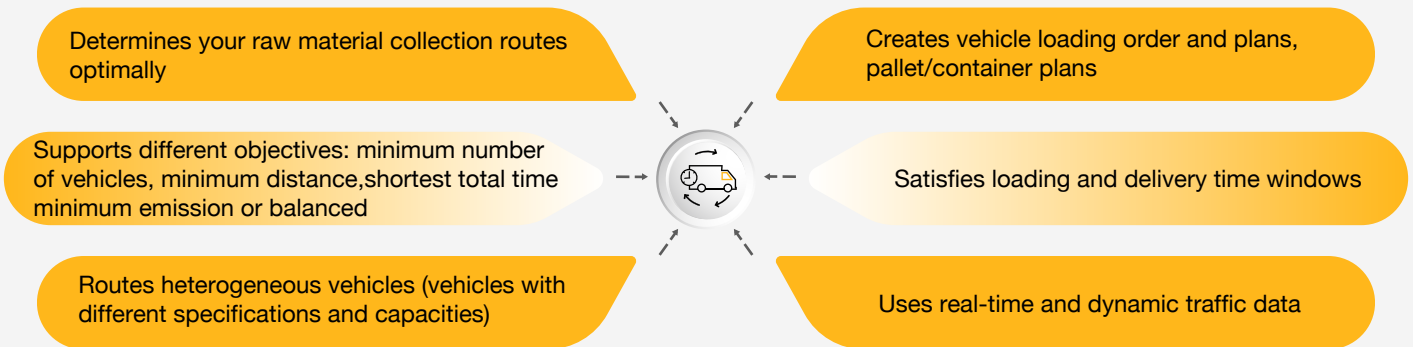 Determines your raw material collection routes
optimally
Supports different objectives: minimum number
of vehicles, minimum distance,shortest total time
minimum emission or balanced
Routes heterogeneous vehicles (vehicles with
different specifications and capacities)
Creates vehicle loading order and plans,
pallet/container plans
Satisfies loading and delivery time windows
Uses real-time and dynamic traffic data